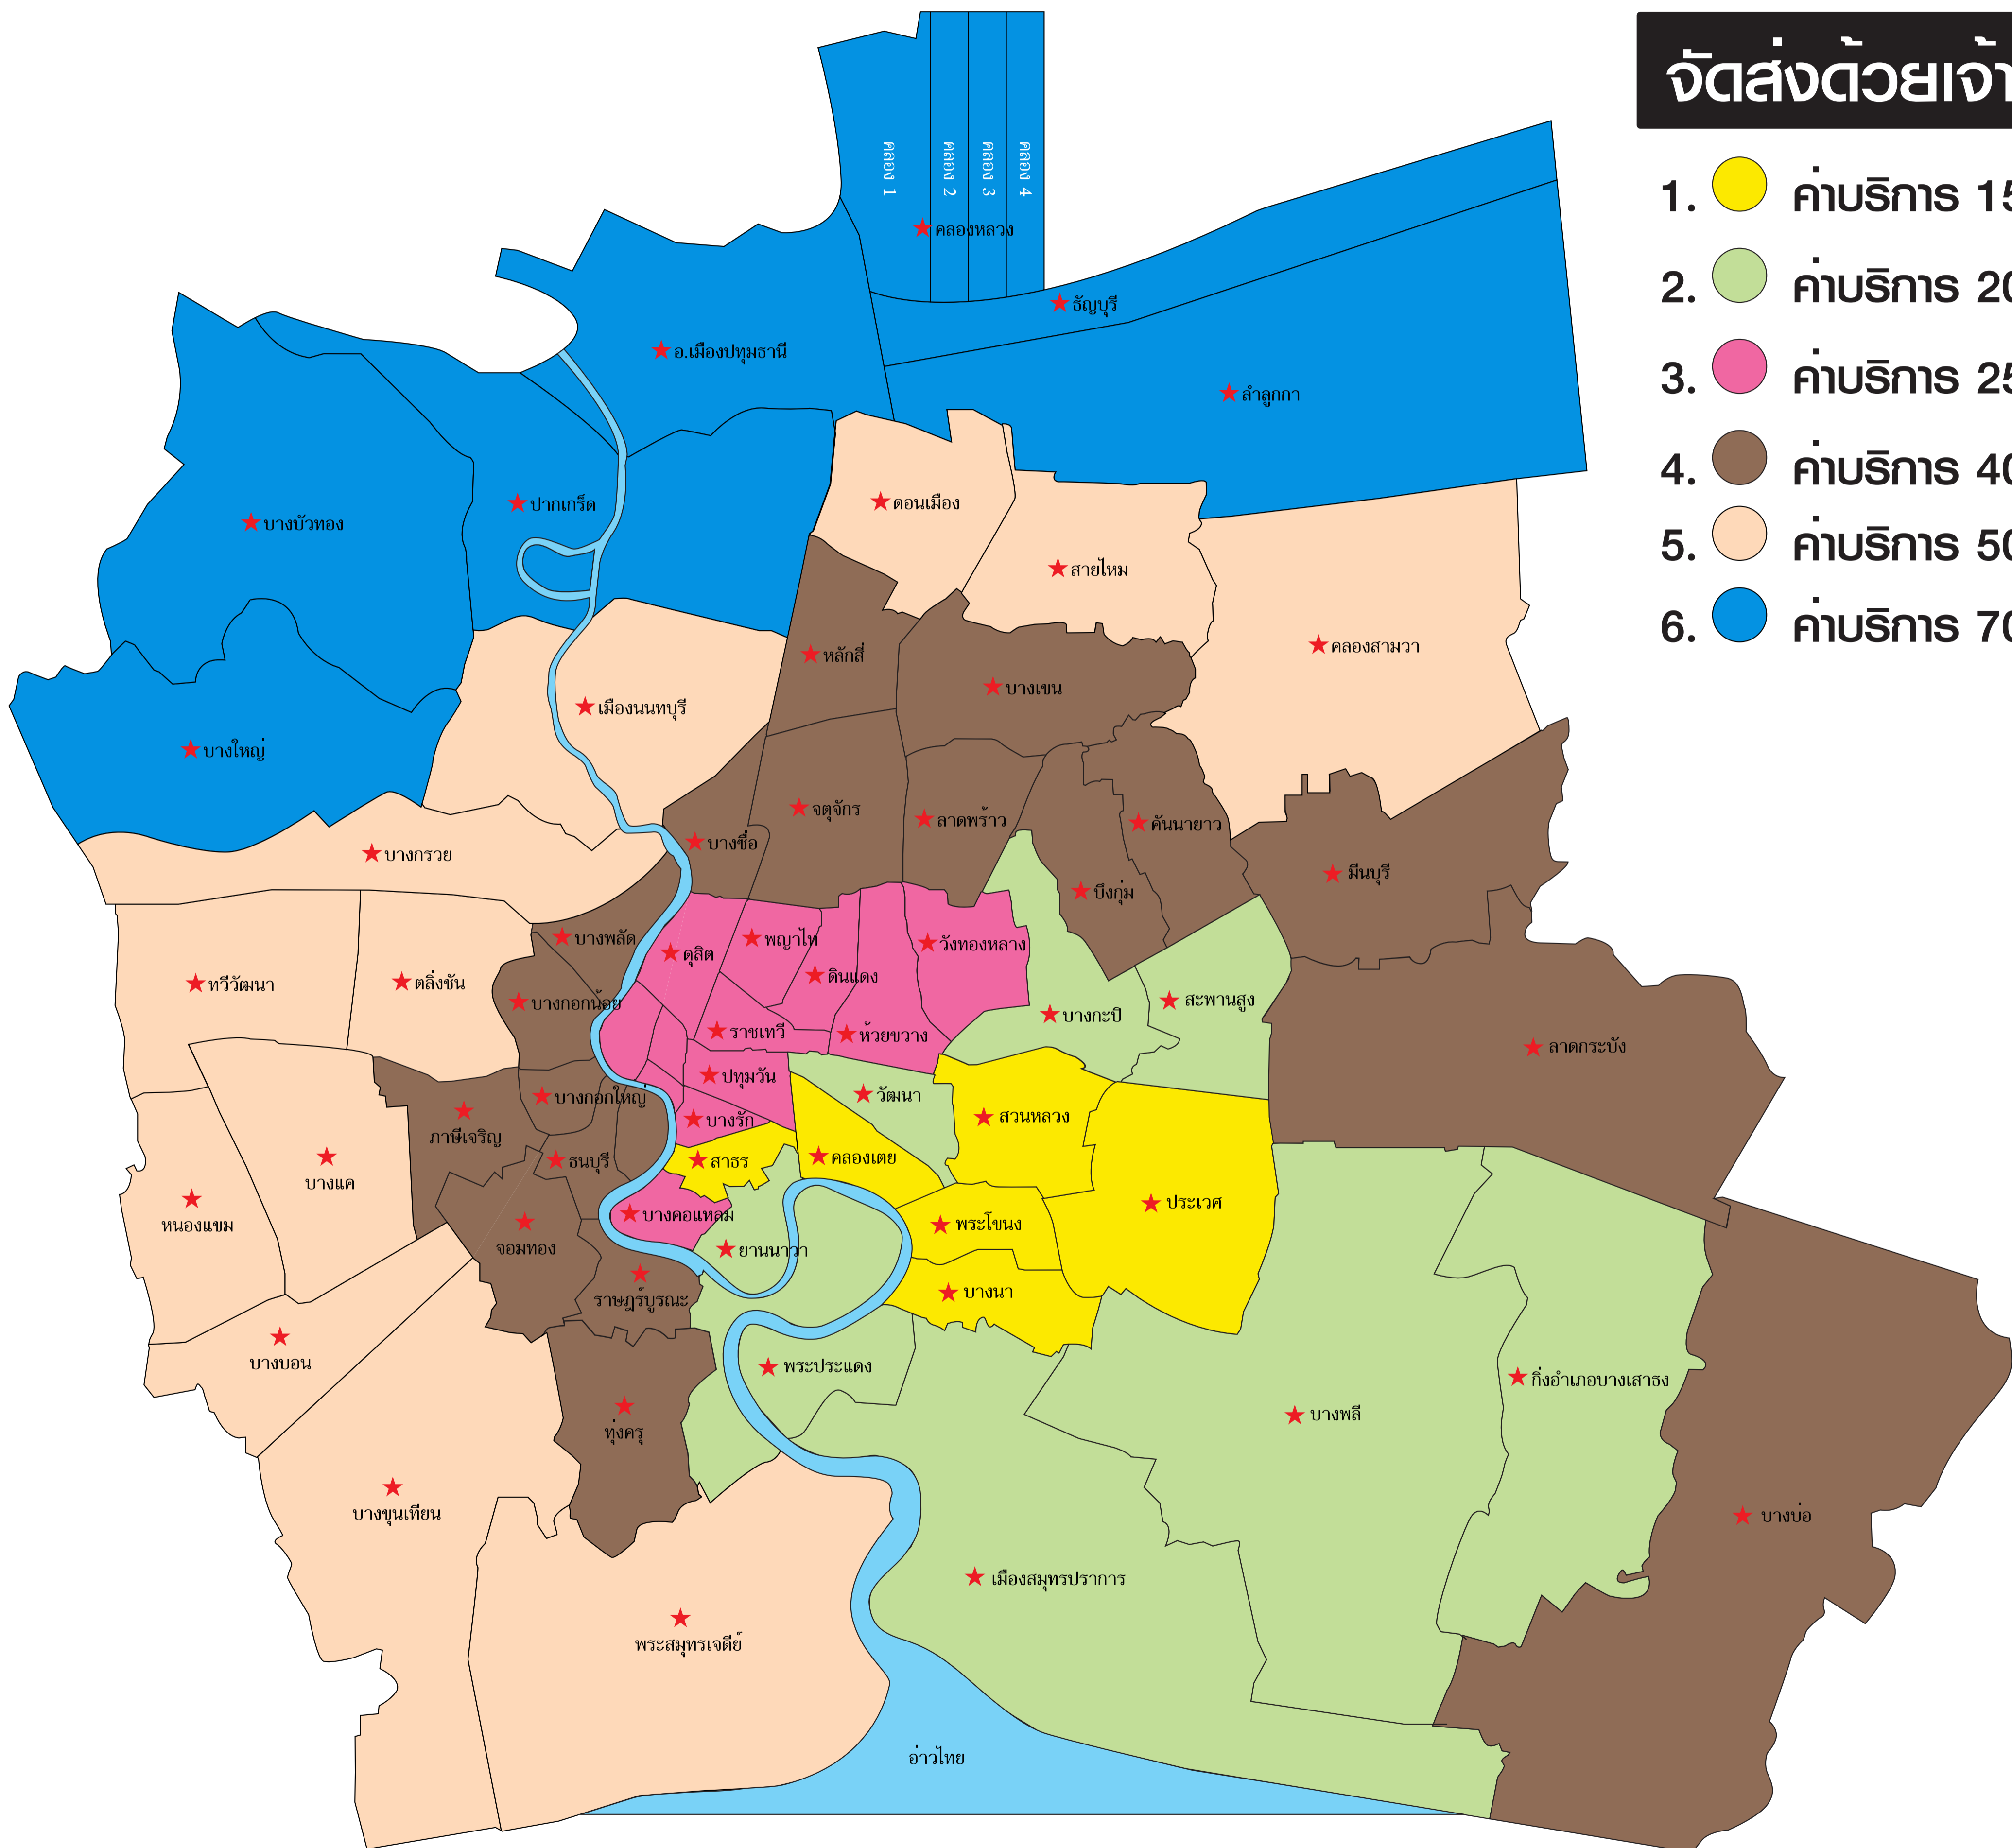 จัดส่งด้วยเจ้า
1. ค่าบริการ 15
2. ค่าบริการ 20
3. ค่าบริการ 25
4. ค่าบริการ 40
5. ค่าบริการ 50
6. ค่าบริการ 70
คลอง 1
คลอง 2
คลอง 3
คลอง 4
คลองหลวง
ธัญบุรี
อ.เมืองปทุมธานี
ลำลูกกา
ปากเกร็ด
ดอนเมือง
บางบัวทอง
สายไหม
คลองสามวา
หลักสี่
บางเขน
เมืองนนทบุรี
บางใหญ่
จตุจักร
ลาดพร้าว
คันนายาว
บางซื่อ
บางกรวย
มีนบุรี
บึงกุ่ม
บางพลัด
พญาไท
วังทองหลาง
ดุสิต
ดินแดง
ทวีวัฒนา
ตลิ่งชัน
บางกอกน้อย
สะพานสูง
บางกะปิ
ราชเทวี
ห้วยขวาง
ลาดกระบัง
ปทุมวัน
วัฒนา
บางกอกใหญ่
ภาษีเจริญ
บางรัก
สวนหลวง
บางแค
ธนบุรี
สาธร
คลองเตย
หนองแขม
ประเวศ
บางคอแหลม
พระโขนง
จอมทอง
ยานนาวา
ราษฎร์บูรณะ
บางนา
บางบอน
พระประแดง
กิ่งอำเภอบางเสาธง
ทุ่งครุ
บางพลี
บางขุนเทียน
บางบ่อ
เมืองสมุทรปราการ
พระสมุทรเจดีย์
อ่าวไทย